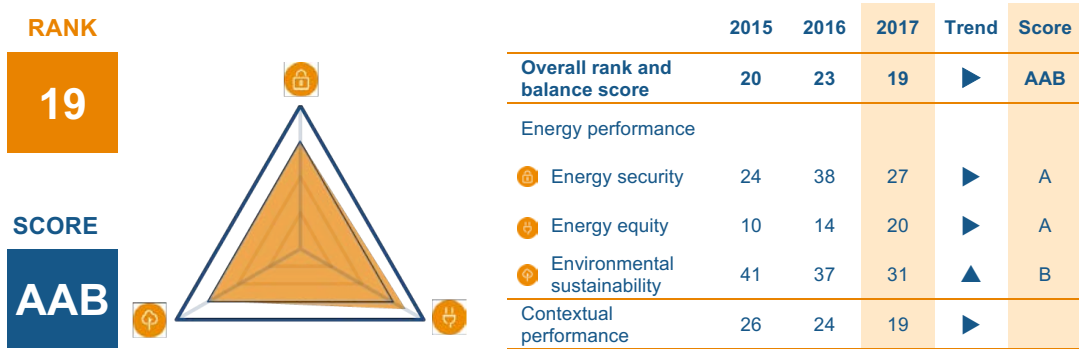 RANK
19
SCORE
AAB
2015 2016 2017 Trend Score
Overall rank and
balance score 20 23 19 ▶ AAB
Energy performance
Energy security 24 38 27 ▶ A
Energy equity 10 14 20 ▶ A
Environmental
sustainability 41 37 31 ▲ B
Contextual
performance 26 24 19 ▶